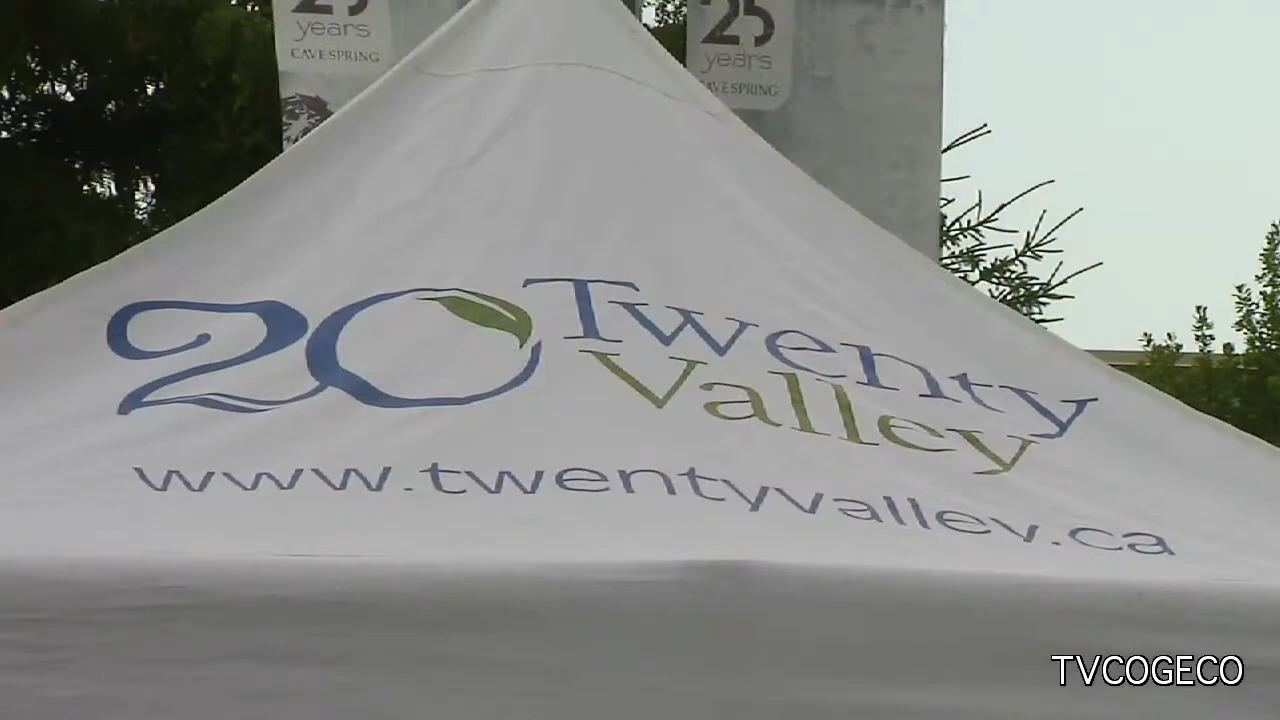 25
years
CAVE SPRING
25
years
CAVE SPRING
20 Twenty
Valley
www.twentyvalley.ca
TVCOGECO